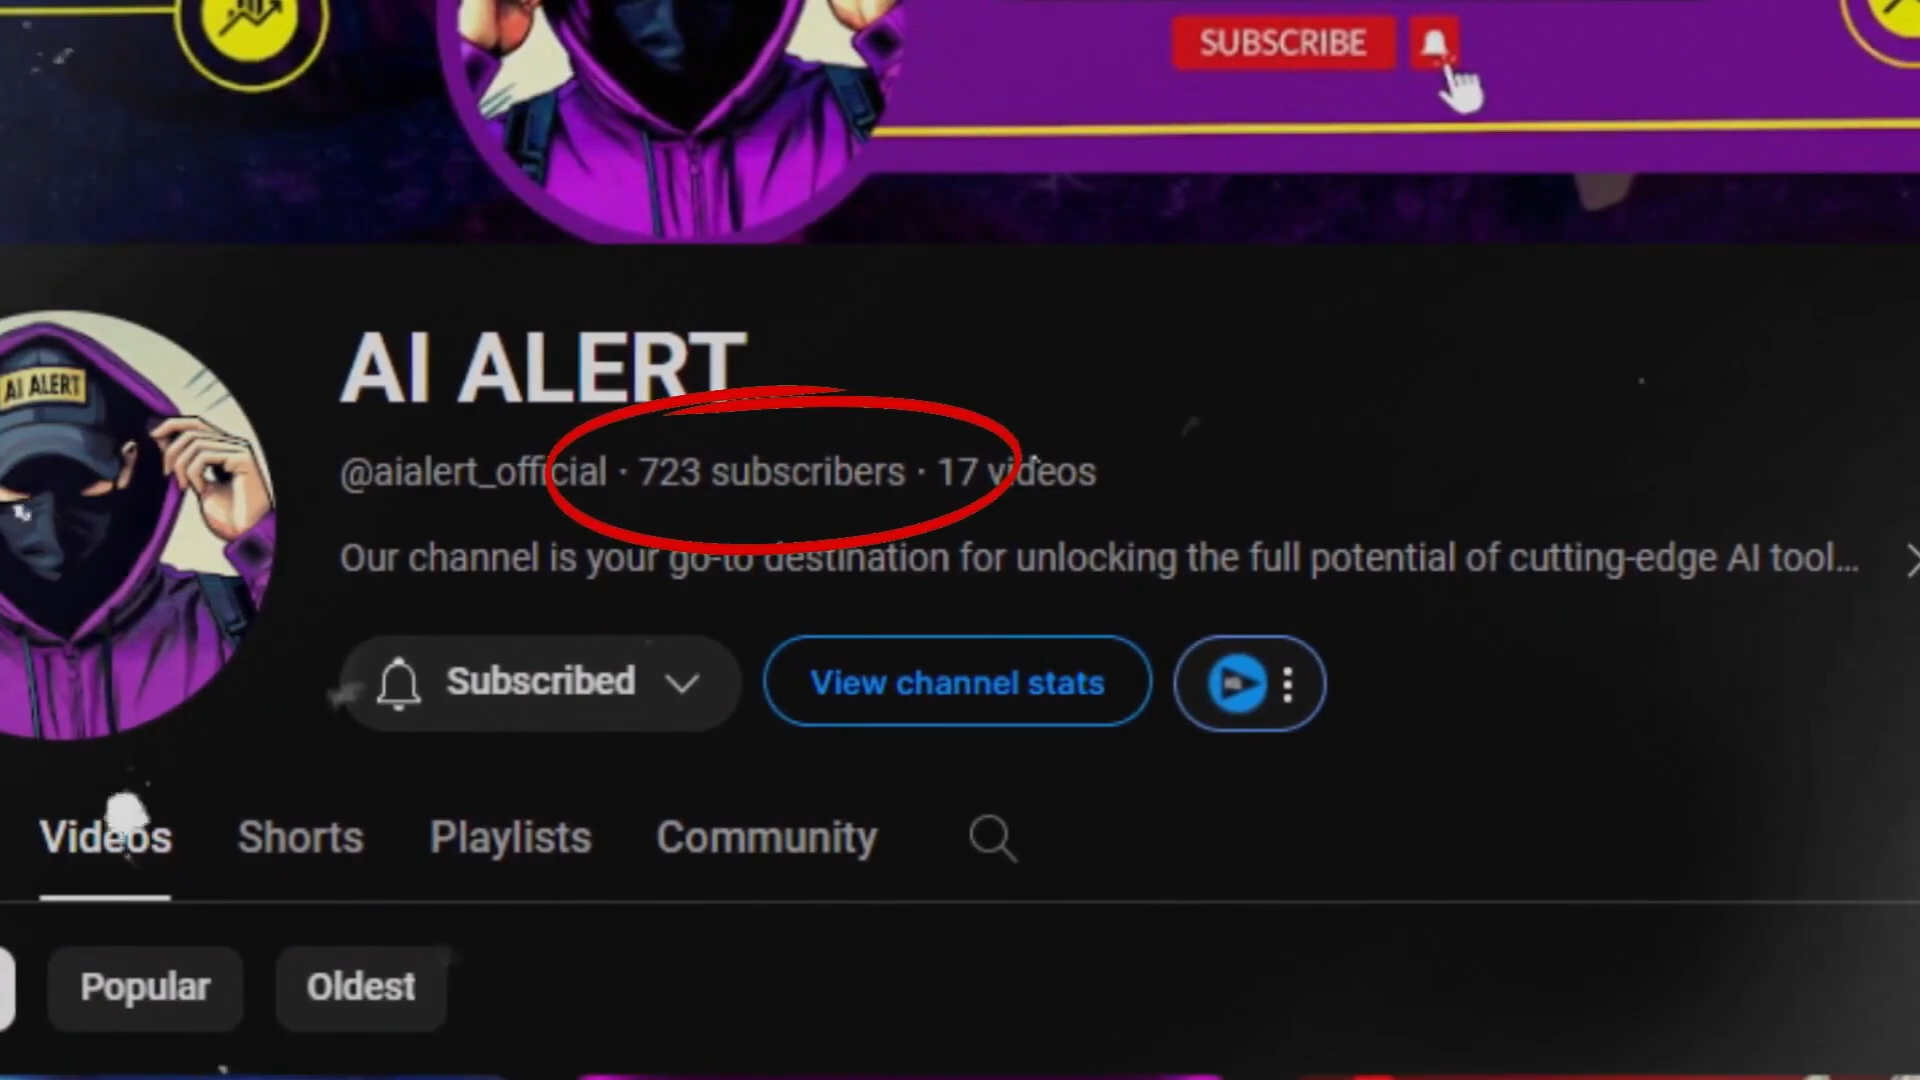 SUBSCRIBE
AI ALERT
AI ALERT
@aialert_official · 723 subscribers · 17 videos
Our channel is your go-to destination for unlocking the full potential of cutting-edge AI tool...
Subscribed
View channel stats
Videos Shorts Playlists Community
Popular Oldest